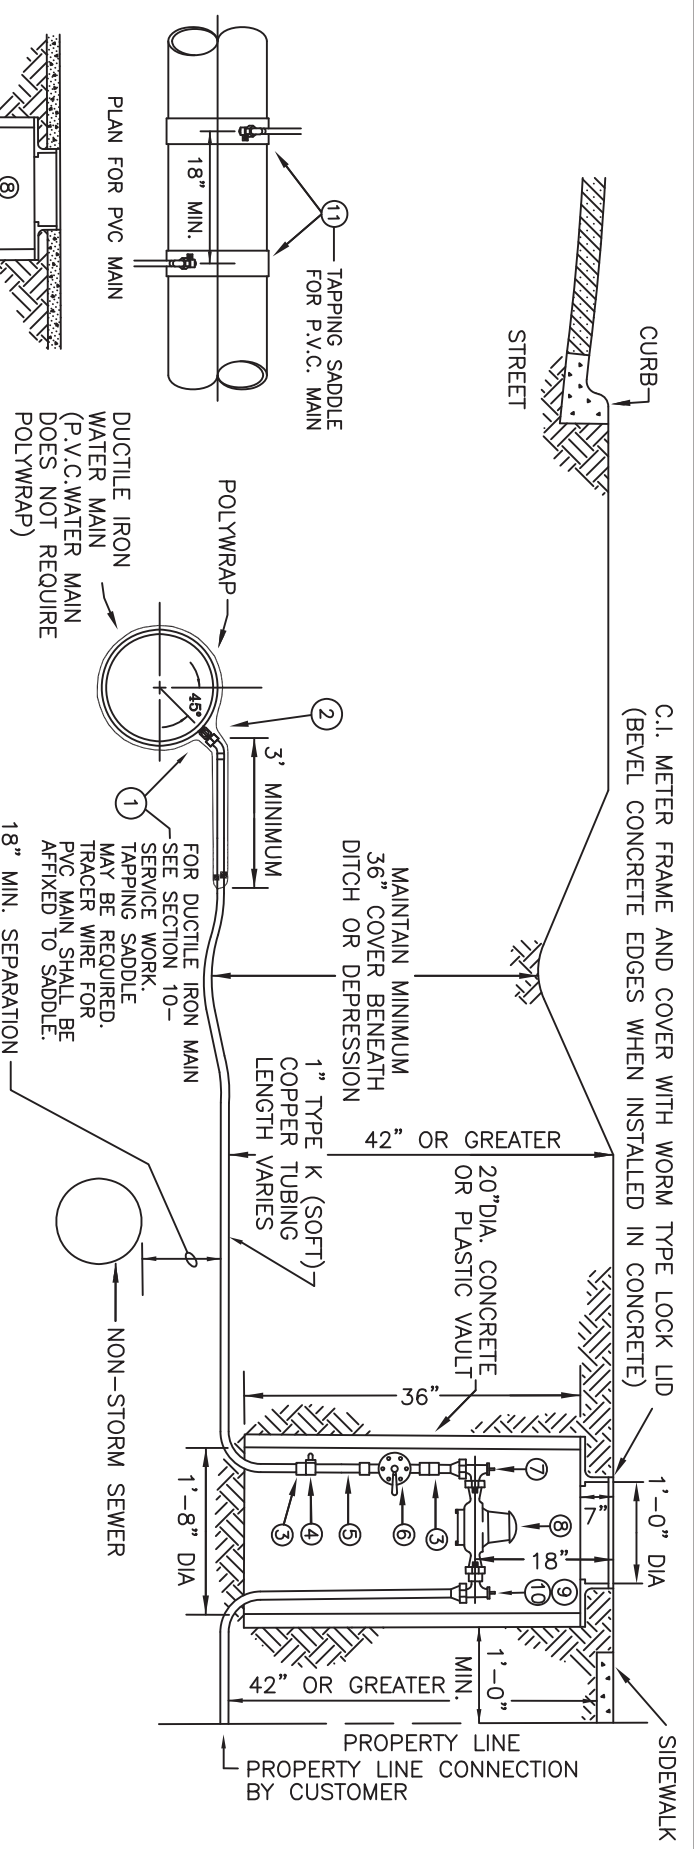 C.I. METER FRAME AND COVER WITH WORM TYPE LOCK LID
(BEVEL CONCRETE EDGES WHEN INSTALLED IN CONCRETE)
CURB
STREET
SIDEWALK
1'-0" DIA
7"
18"
11
TAPPING SADDLE
FOR P.V.C. MAIN
18" MIN.
PLAN FOR PVC MAIN
8
POLYWRAP
DUCTILE IRON
WATER MAIN
(P.V.C.WATER MAIN
DOES NOT REQUIRE
POLYWRAP)
45°
2
3' MINIMUM
1
FOR DUCTILE IRON MAIN
SEE SECTION 10-
SERVICE WORK.
TAPPING SADDLE
MAY BE REQUIRED.
TRACER WIRE FOR
PVC MAIN SHALL BE
AFFIXED TO SADDLE.
MAINTAIN MINIMUM
36" COVER BENEATH
DITCH OR DEPRESSION
42" OR GREATER
20"DIA. CONCRETE
OR PLASTIC VAULT
1" TYPE K (SOFT)
COPPER TUBING
LENGTH VARIES
18" MIN. SEPARATION
NON-STORM SEWER
36"
7
8
9
10
3
4
5
6
3
1'-8" DIA
1'-0"
MIN.
42" OR GREATER
PROPERTY LINE
PROPERTY LINE CONNECTION
BY CUSTOMER